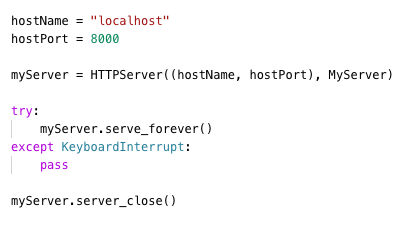 hostName = "localhost"
hostPort = 8000

myServer = HTTPServer((hostName, hostPort), MyServer)

try:
    myServer.serve_forever()
except KeyboardInterrupt:
    pass

myServer.server_close()